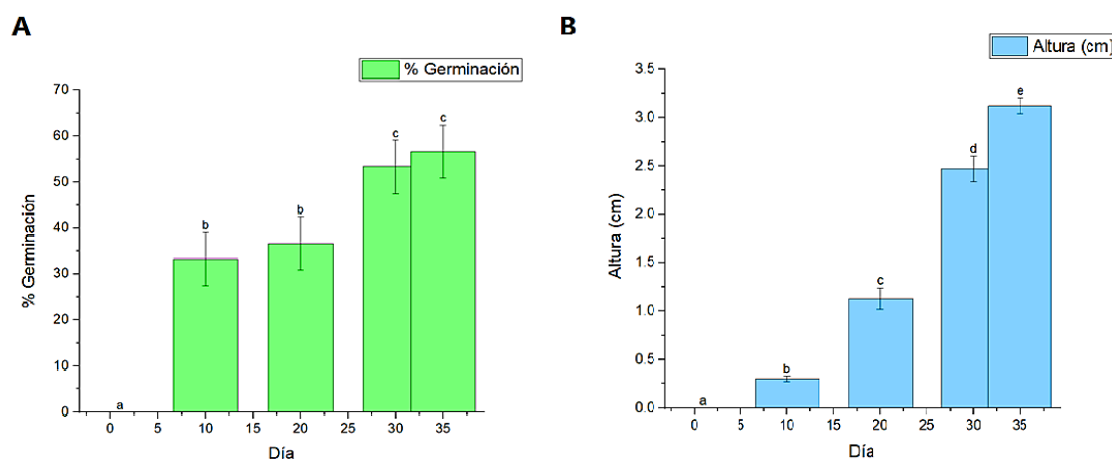 A
% Germinación
70
60
50
40
30
20
10
0
% Germinación
a
b
b
c
c
0 5 10 15 20 25 30 35
Día
B
Altura (cm)
3.5
3.0
2.5
2.0
1.5
1.0
0.5
0.0
Altura (cm)
a
b
c
d
e
0 5 10 15 20 25 30 35
Día